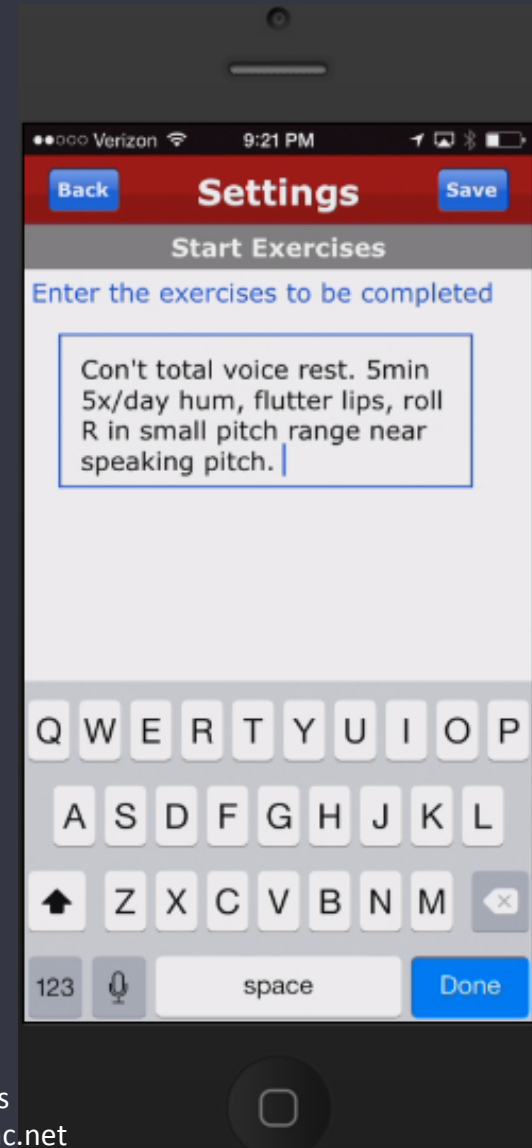 Verizon 9:21 PM
Back Settings Save
Start Exercises
Enter the exercises to be completed
Con't total voice rest. 5min
5x/day hum, flutter lips, roll
R in small pitch range near
speaking pitch.
Q W E R T Y U I O P
A S D F G H J K L
Z X C V B N M
123 space Done